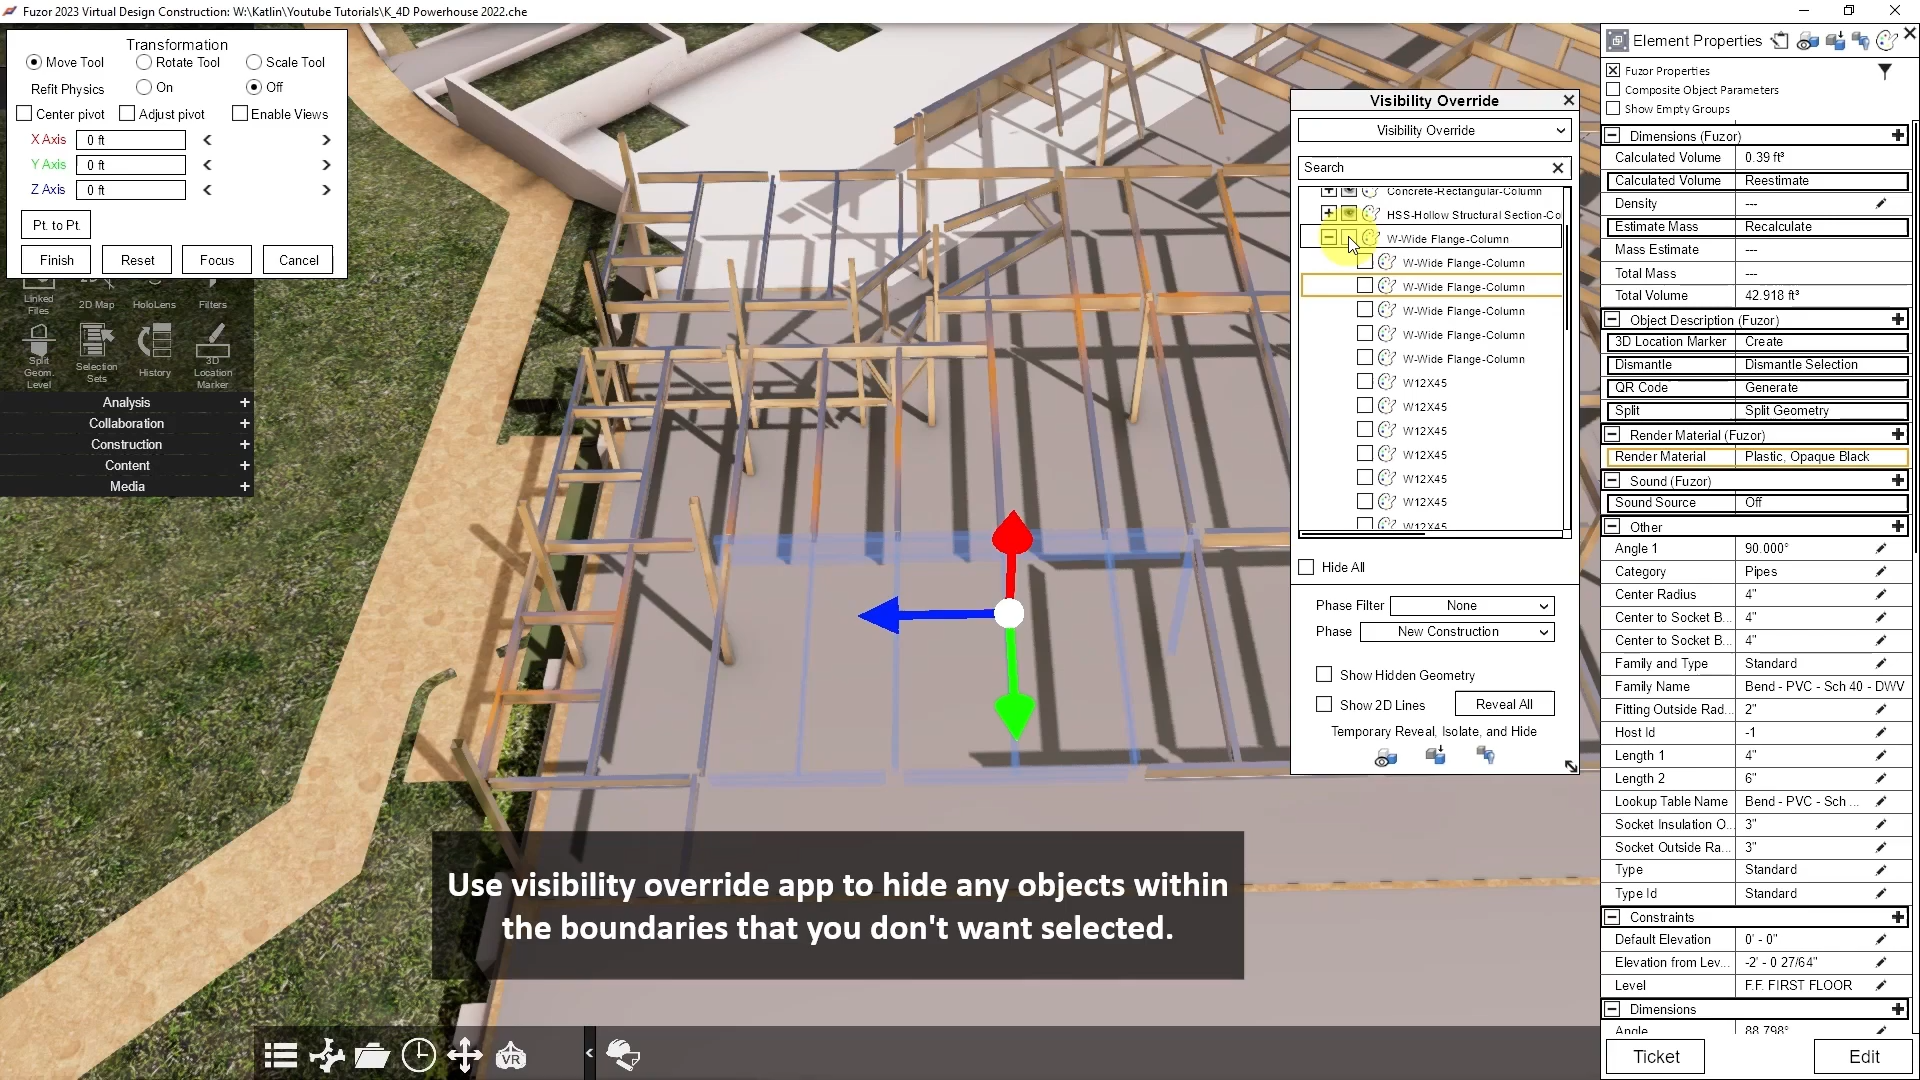 Fuzor 2023 Virtual Design Construction: W:\Katlin\Youtube Tutorials\K_4D Powerhouse 2022.che
Transformation
Move Tool
Rotate Tool
Scale Tool
Refit Physics
On
Off
Center pivot
Adjust pivot
Enable Views
X Axis
0 ft
Y Axis
0 ft
Z Axis
0 ft
Pt. to Pt.
Finish
Reset
Focus
Cancel
Linked Files
2D Map
HoloLens
Filters
Split Geom. Level
Selection Sets
History
3D Location Marker
Analysis
Collaboration
Construction
Content
Media
Visibility Override
Visibility Override
Search
Concrete-Rectangular-Column
HSS-Hollow Structural Section-Co
W-Wide Flange-Column
W-Wide Flange-Column
W-Wide Flange-Column
W-Wide Flange-Column
W-Wide Flange-Column
W-Wide Flange-Column
W12X45
W12X45
W12X45
W12X45
W12X45
W12X45
W12X45
Hide All
Phase Filter
None
Phase
New Construction
Show Hidden Geometry
Show 2D Lines
Reveal All
Temporary Reveal, Isolate, and Hide
Use visibility override app to hide any objects within
the boundaries that you don't want selected.
VR
Element Properties
Fuzor Properties
Composite Object Parameters
Show Empty Groups
Dimensions (Fuzor)
Calculated Volume 0.39 ft³
Calculated Volume Reestimate
Density ---
Estimate Mass Recalculate
Mass Estimate ---
Total Mass ---
Total Volume 42.918 ft³
Object Description (Fuzor)
3D Location Marker Create
Dismantle Dismantle Selection
QR Code Generate
Split Split Geometry
Render Material (Fuzor)
Render Material Plastic, Opaque Black
Sound (Fuzor)
Sound Source Off
Other
Angle 1 90.000°
Category Pipes
Center Radius 4"
Center to Socket B... 4"
Center to Socket B... 4"
Family and Type Standard
Family Name Bend - PVC - Sch 40 - DWV
Fitting Outside Rad... 2"
Host Id -1
Length 1 4"
Length 2 6"
Lookup Table Name Bend - PVC - Sch ...
Socket Insulation O... 3"
Socket Outside Ra... 3"
Type Standard
Type Id Standard
Constraints
Default Elevation 0' - 0"
Elevation from Lev... -2' - 0 27/64"
Level F.F. FIRST FLOOR
Dimensions
Angle 88.798°
Ticket
Edit